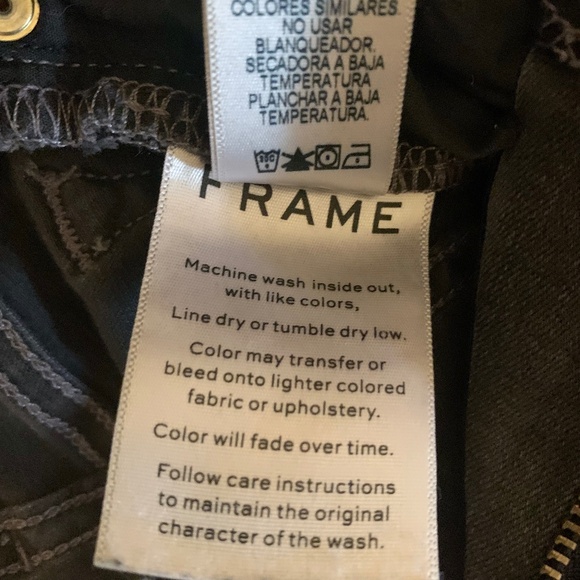 COLORES SIMILARES.
NO USAR
BLANQUEADOR.
SECADORA A BAJA
TEMPERATURA
PLANCHAR A BAJA
TEMPERATURA.
FRAME
Machine wash inside out,
with like colors,
Line dry or tumble dry low.
Color may transfer or
bleed onto lighter colored
fabric or upholstery.
Color will fade over time.
Follow care instructions
to maintain the original
character of the wash.